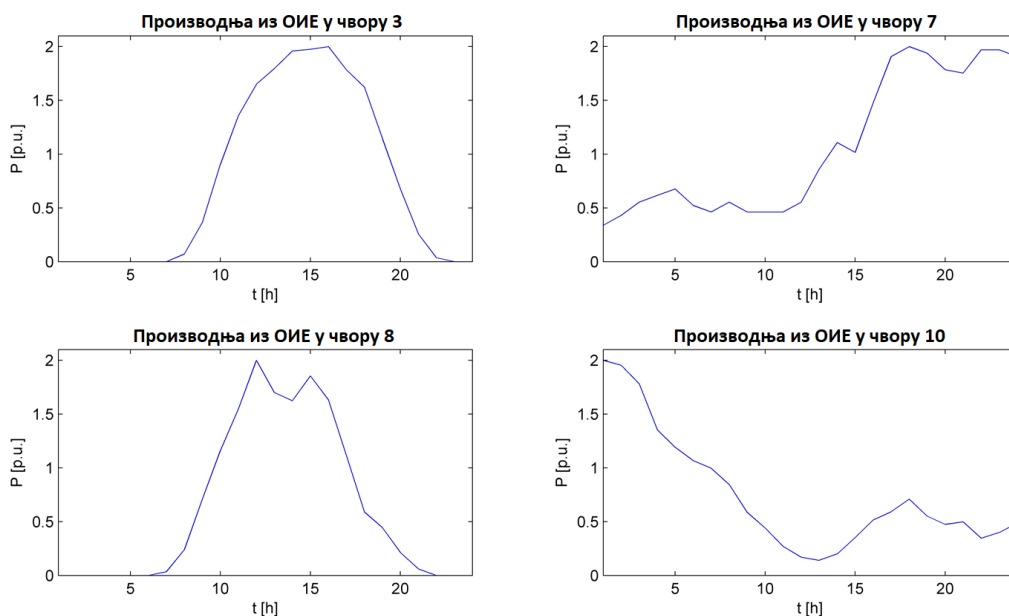 Производња из ОИЕ у чвору 3
P [p.u.]
2
1.5
1
0.5
0
5 10 15 20
t [h]
Производња из ОИЕ у чвору 7
P [p.u.]
2
1.5
1
0.5
0
5 10 15 20
t [h]
Производња из ОИЕ у чвору 8
P [p.u.]
2
1.5
1
0.5
0
5 10 15 20
t [h]
Производња из ОИЕ у чвору 10
P [p.u.]
2
1.5
1
0.5
0
5 10 15 20
t [h]